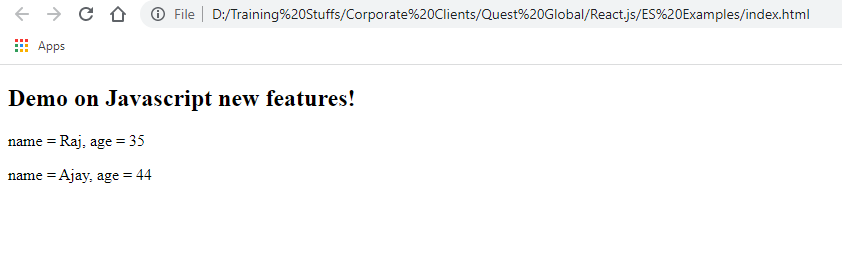 File D:/Training%20Stuffs/Corporate%20Clients/Quest%20Global/React.js/ES%20Examples/index.html
Apps
Demo on Javascript new features!
name = Raj, age = 35
name = Ajay, age = 44